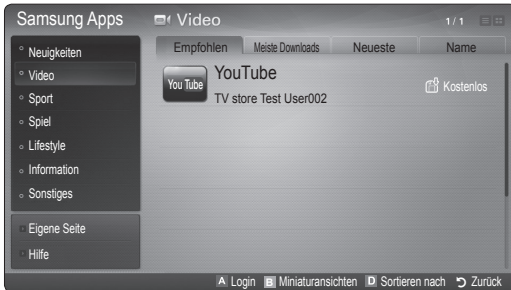 Samsung Apps
Video
1/1
Neuigkeiten
Video
Sport
Spiel
Lifestyle
Information
Sonstiges
Eigene Seite
Hilfe
Empfohlen Meiste Downloads Neueste Name
You Tube
YouTube
TV store Test User002
Kostenlos
A Login B Miniaturansichten D Sortieren nach Zurück